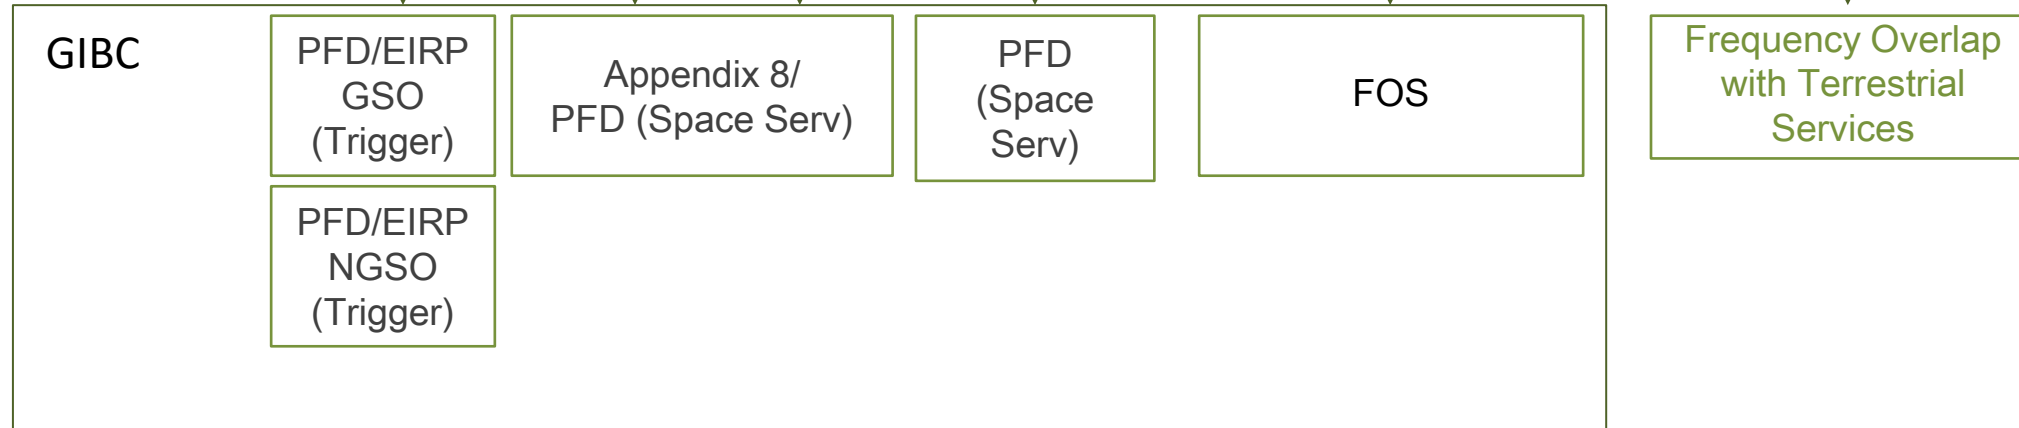 GIBC
PFD/EIRP
GSO
(Trigger)
Appendix 8/
PFD (Space Serv)
PFD
(Space
Serv)
FOS
Frequency Overlap
with Terrestrial
Services
PFD/EIRP
NGSO
(Trigger)